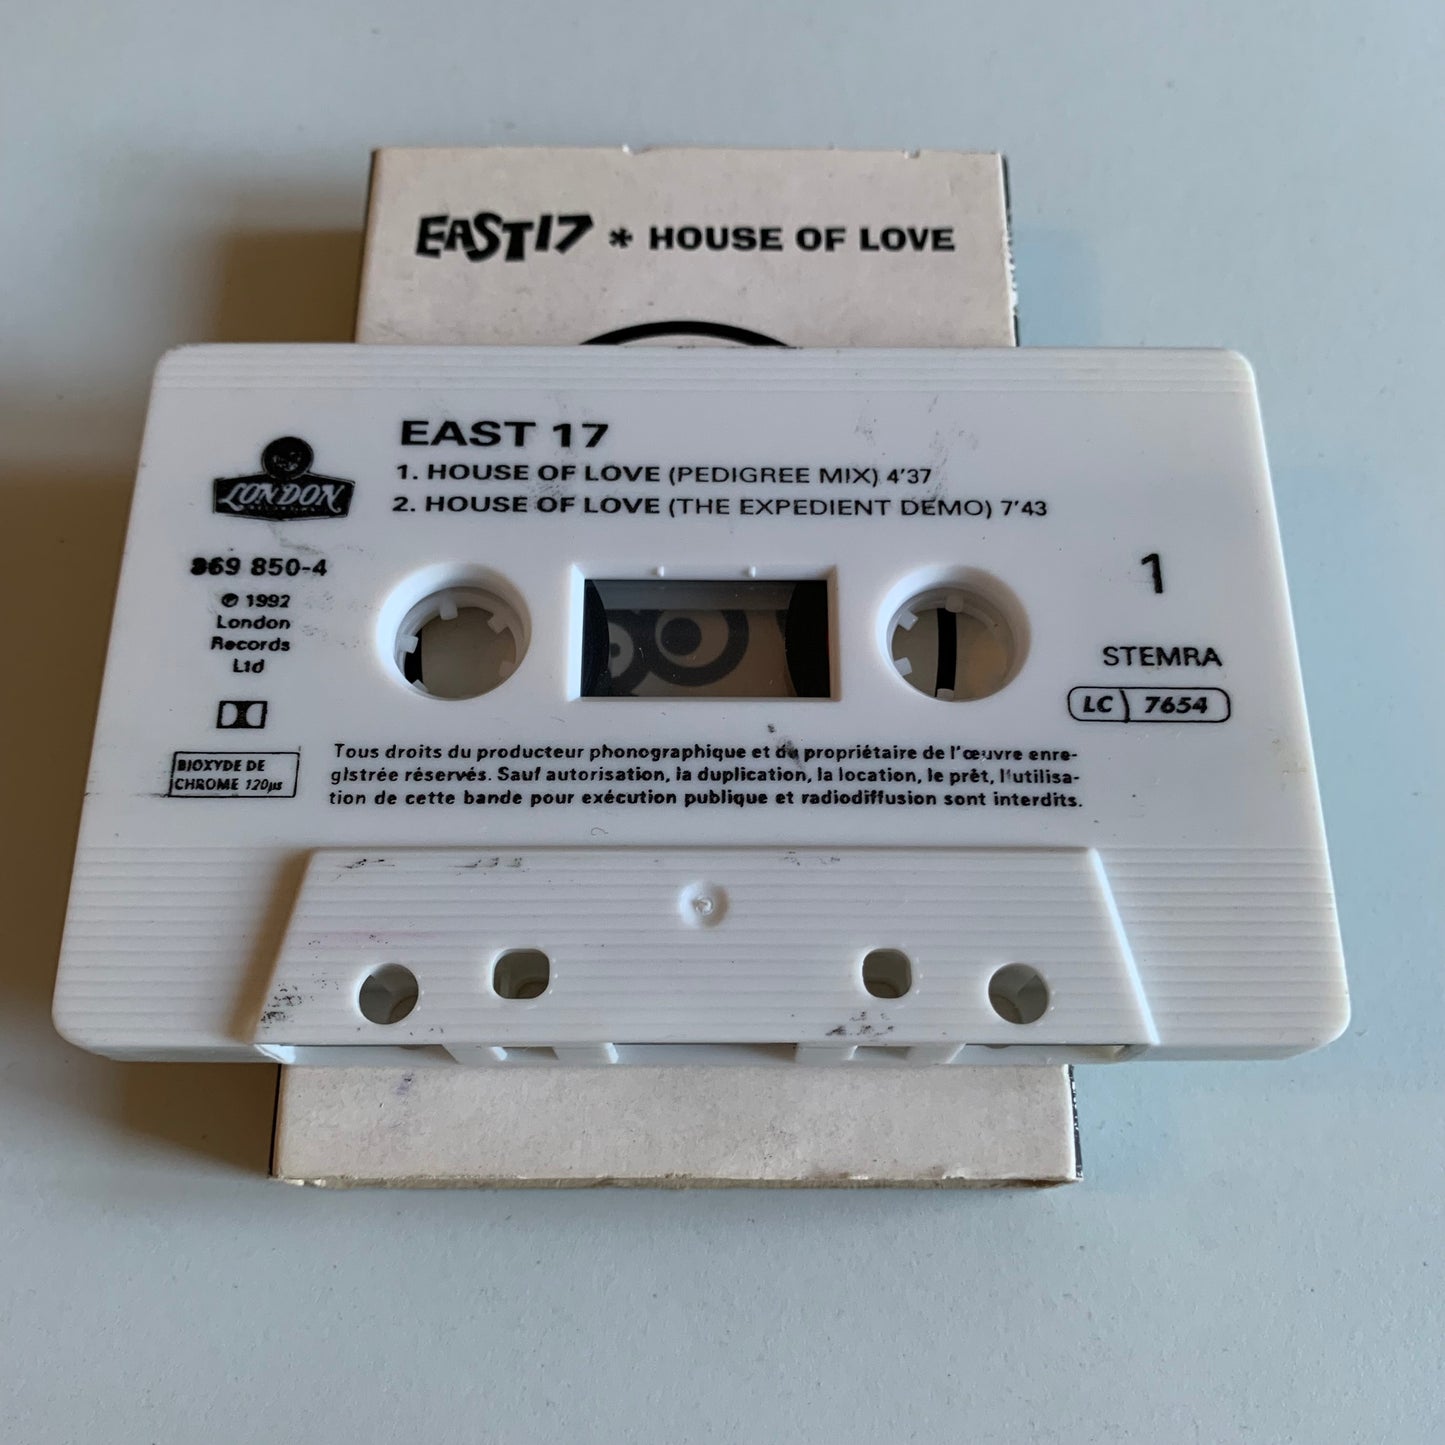 EAST 17 * HOUSE OF LOVE
EAST 17
1. HOUSE OF LOVE (PEDIGREE MIX) 4'37
2. HOUSE OF LOVE (THE EXPEDIENT DEMO) 7'43
LONDON
869 850-4
℗ 1992
London
Records
Ltd
1
STEMRA
LC 7654
BIOXYDE DE
CHROME 120µs
Tous droits du producteur phonographique et du propriétaire de l'œuvre enre-
gistrée réservés. Sauf autorisation, la duplication, la location, le prêt, l'utilisa-
tion de cette bande pour exécution publique et radiodiffusion sont interdits.